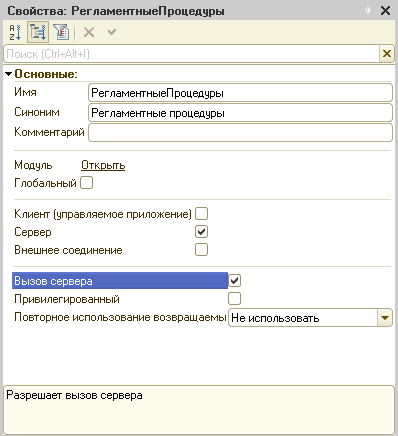 Свойства: РегламентныеПроцедуры
Поиск (Ctrl+Alt+I)
Основные:
Имя РегламентныеПроцедуры
Синоним Регламентные процедуры
Комментарий
Модуль Открыть
Глобальный
Клиент (управляемое приложение)
Сервер
Внешнее соединение
Вызов сервера
Привилегированный
Повторное использование возвращаемы Не использовать
Разрешает вызов сервера